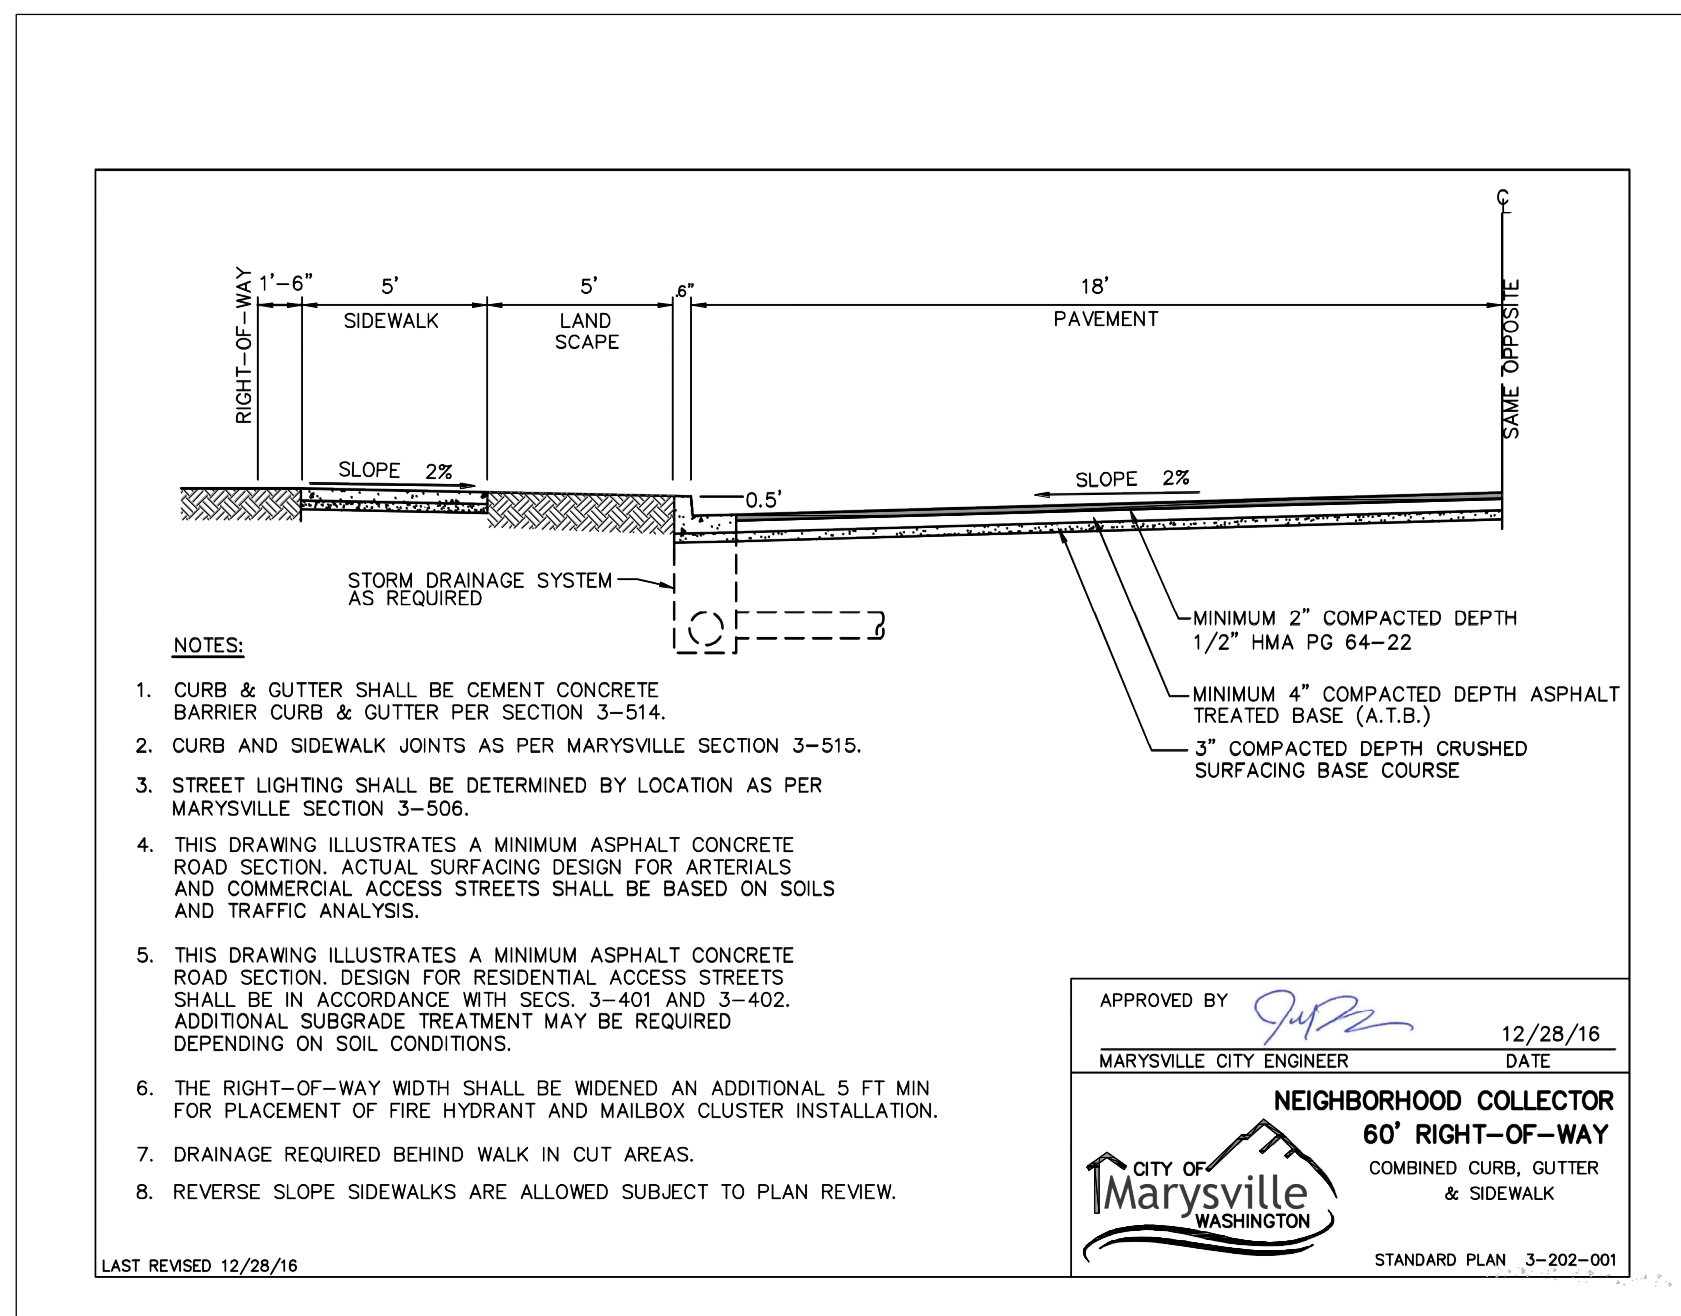 ℄
1'-6"
5'
5'
.6"
18'
RIGHT-OF-WAY
SIDEWALK
LAND
SCAPE
PAVEMENT
SAME OPPOSITE
SLOPE 2%
SLOPE 2%
0.5'
STORM DRAINAGE SYSTEM
AS REQUIRED
MINIMUM 2" COMPACTED DEPTH
1/2" HMA PG 64-22
MINIMUM 4" COMPACTED DEPTH ASPHALT
TREATED BASE (A.T.B.)
3" COMPACTED DEPTH CRUSHED
SURFACING BASE COURSE
NOTES:
1. CURB & GUTTER SHALL BE CEMENT CONCRETE
BARRIER CURB & GUTTER PER SECTION 3-514.
2. CURB AND SIDEWALK JOINTS AS PER MARYSVILLE SECTION 3-515.
3. STREET LIGHTING SHALL BE DETERMINED BY LOCATION AS PER
MARYSVILLE SECTION 3-506.
4. THIS DRAWING ILLUSTRATES A MINIMUM ASPHALT CONCRETE
ROAD SECTION. ACTUAL SURFACING DESIGN FOR ARTERIALS
AND COMMERCIAL ACCESS STREETS SHALL BE BASED ON SOILS
AND TRAFFIC ANALYSIS.
5. THIS DRAWING ILLUSTRATES A MINIMUM ASPHALT CONCRETE
ROAD SECTION. DESIGN FOR RESIDENTIAL ACCESS STREETS
SHALL BE IN ACCORDANCE WITH SECS. 3-401 AND 3-402.
ADDITIONAL SUBGRADE TREATMENT MAY BE REQUIRED
DEPENDING ON SOIL CONDITIONS.
6. THE RIGHT-OF-WAY WIDTH SHALL BE WIDENED AN ADDITIONAL 5 FT MIN
FOR PLACEMENT OF FIRE HYDRANT AND MAILBOX CLUSTER INSTALLATION.
7. DRAINAGE REQUIRED BEHIND WALK IN CUT AREAS.
8. REVERSE SLOPE SIDEWALKS ARE ALLOWED SUBJECT TO PLAN REVIEW.
LAST REVISED 12/28/16
APPROVED BY
12/28/16
MARYSVILLE CITY ENGINEER DATE
NEIGHBORHOOD COLLECTOR
60' RIGHT-OF-WAY
COMBINED CURB, GUTTER
& SIDEWALK
CITY OF
Marysville
WASHINGTON
STANDARD PLAN 3-202-001